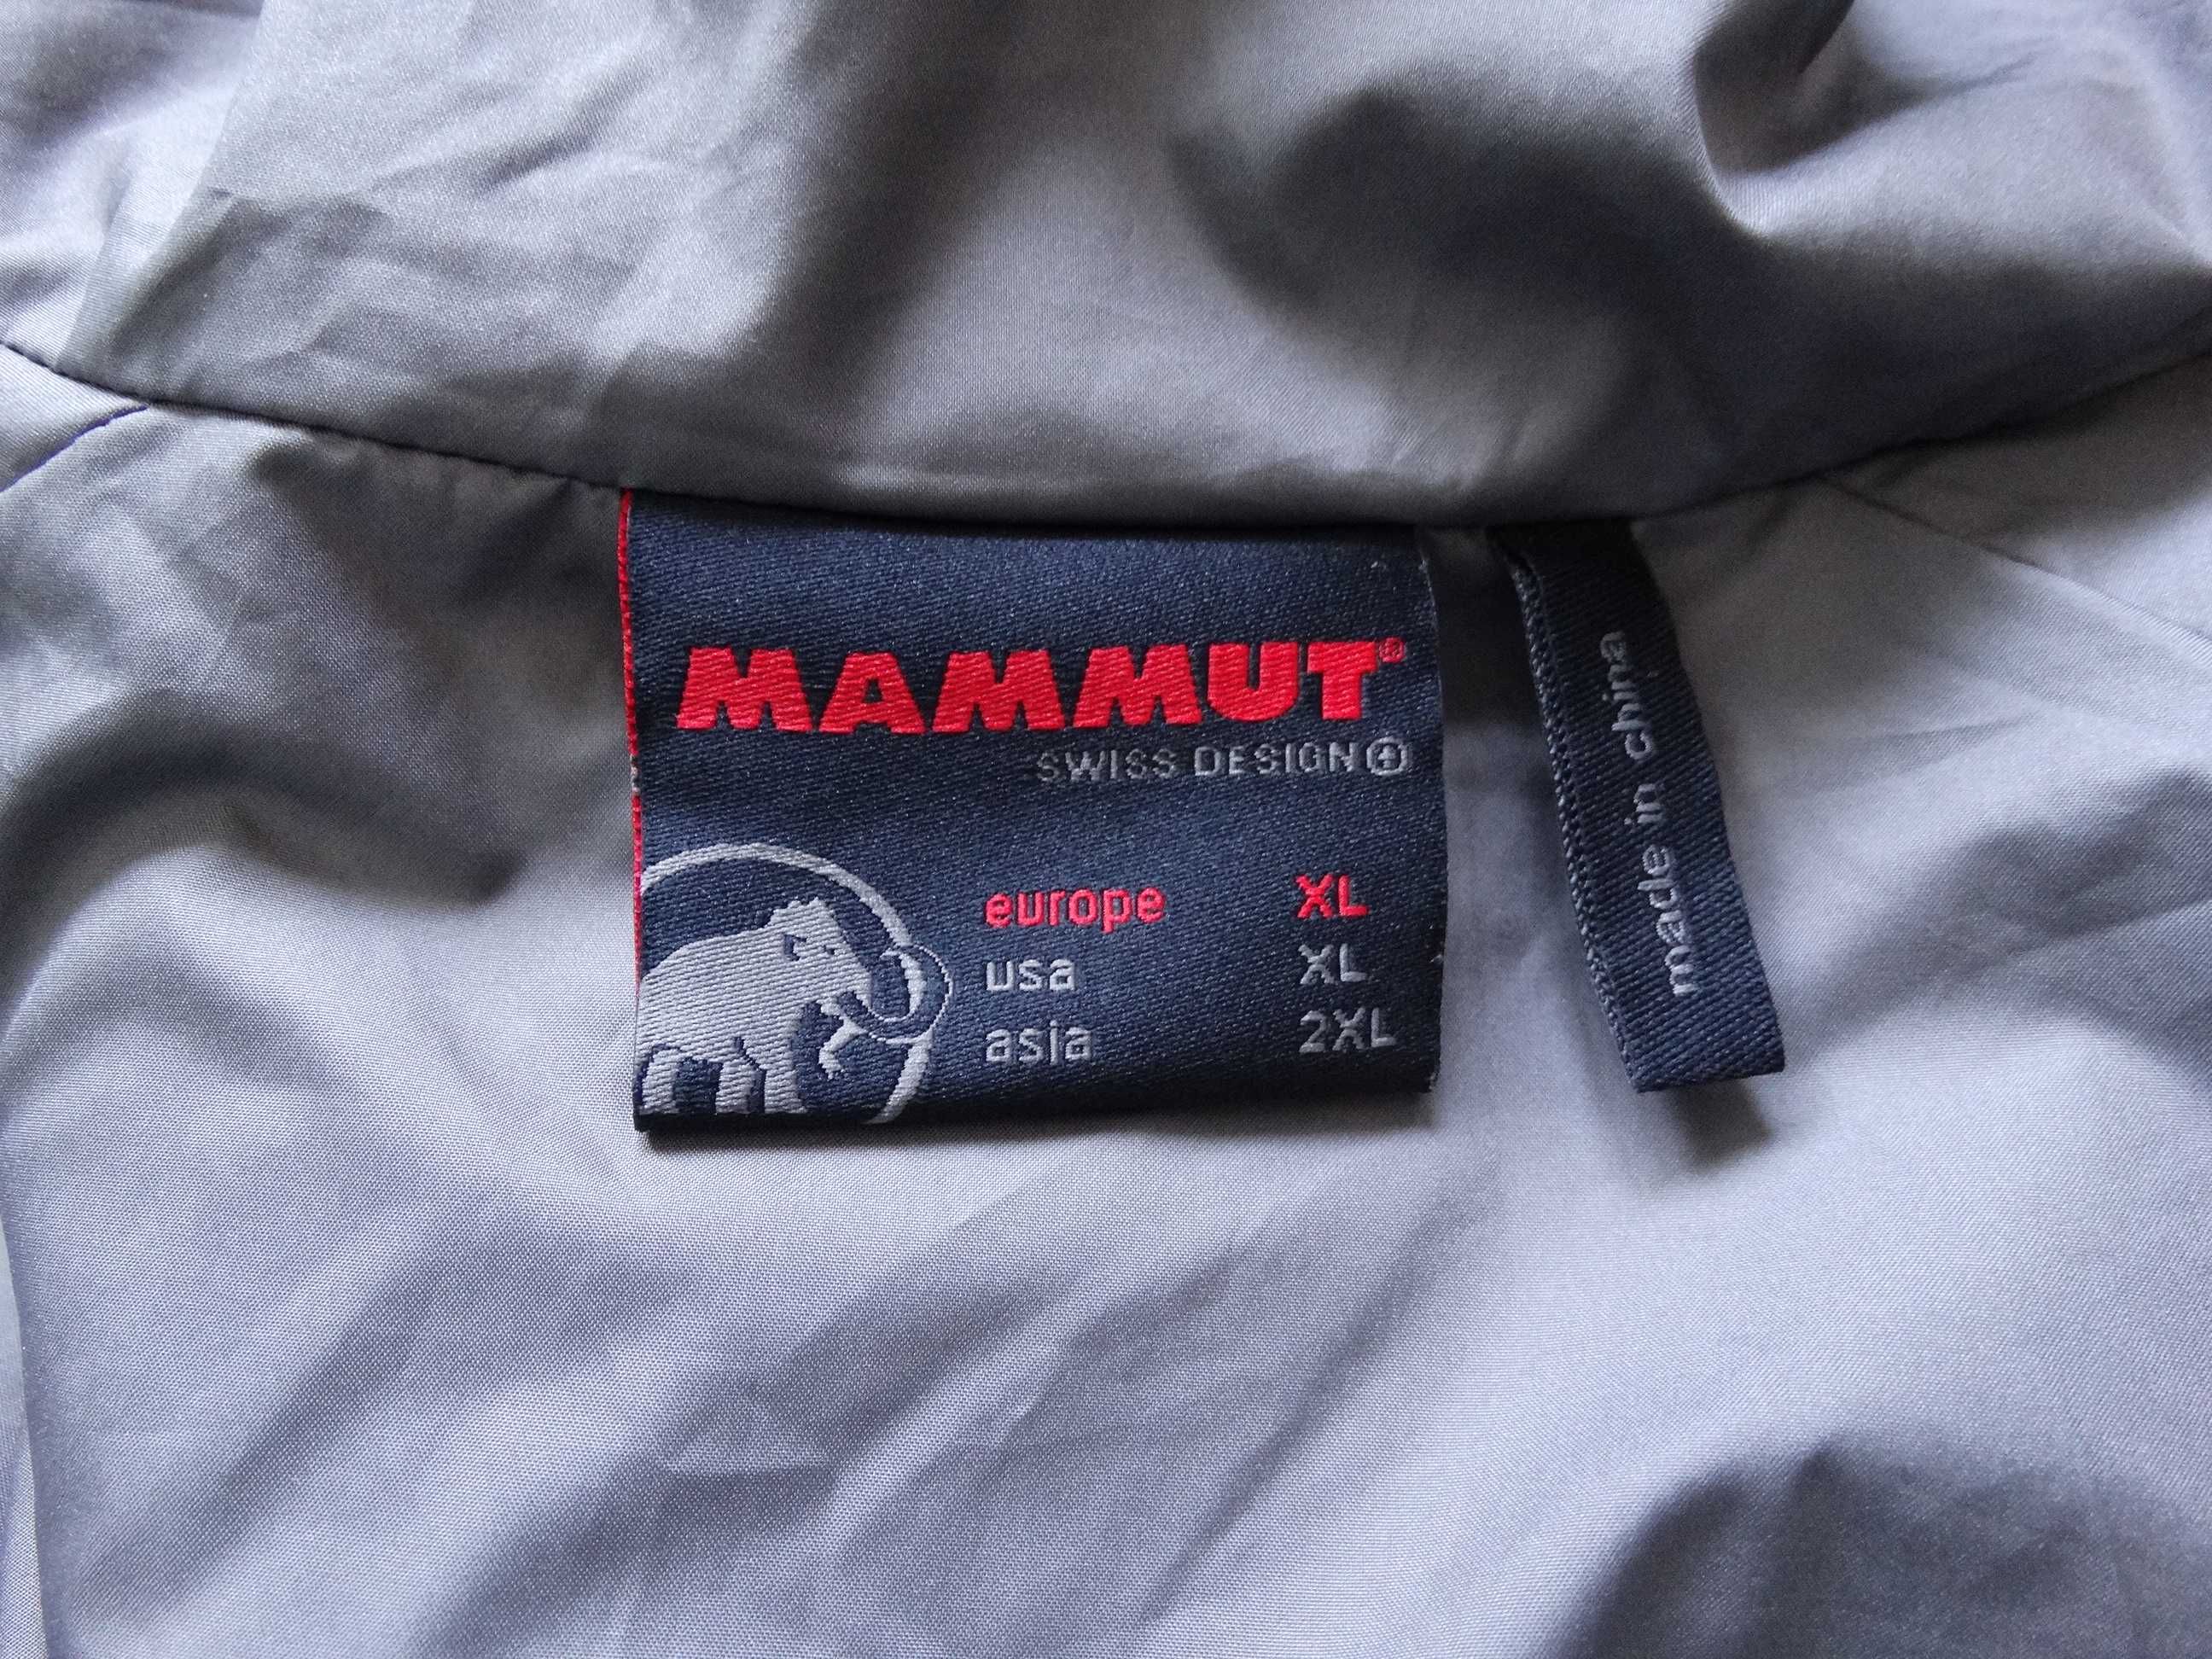 MAMMUT®
SWISS DESIGN
europe XL
usa XL
asia 2XL
made in china